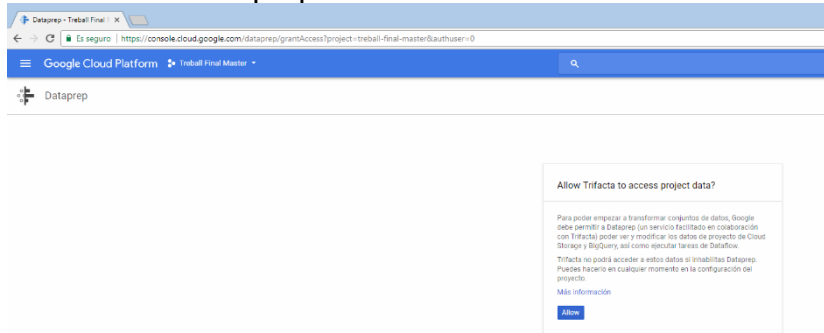 Dataprep - Treball Final
Es seguro | https://console.cloud.google.com/dataprep/grantAccess?project=treball-final-master&authuser=0
Google Cloud Platform Treball Final Master
Dataprep
Allow Trifacta to access project data?
Para poder empezar a transformar conjuntos de datos, Google
debe permitir a Dataprep (un servicio facilitado en colaboración
con Trifacta) poder ver y modificar los datos de proyecto de Cloud
Storage y BigQuery, así como ejecutar tareas de Dataflow.
Trifacta no podrá acceder a estos datos si inhabilitas Dataprep.
Puedes hacerlo en cualquier momento en la configuración del
proyecto.
Más información
Allow